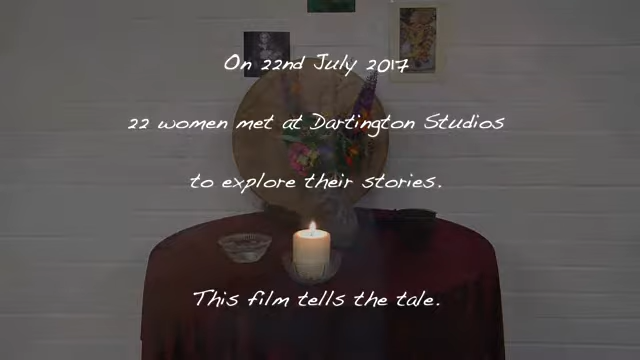 On 22nd July 2017
22 women met at Dartington Studios
to explore their stories.
This film tells the tale.